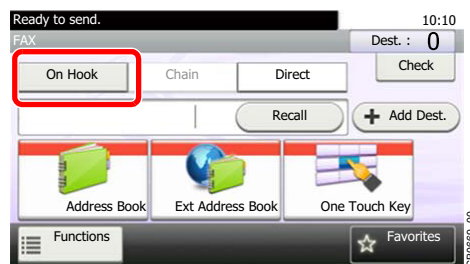 Ready to send.
10:10
FAX
Dest. :
0
On Hook
Chain
Direct
Check
Recall
Add Dest.
Address Book
Ext Address Book
One Touch Key
Functions
Favorites